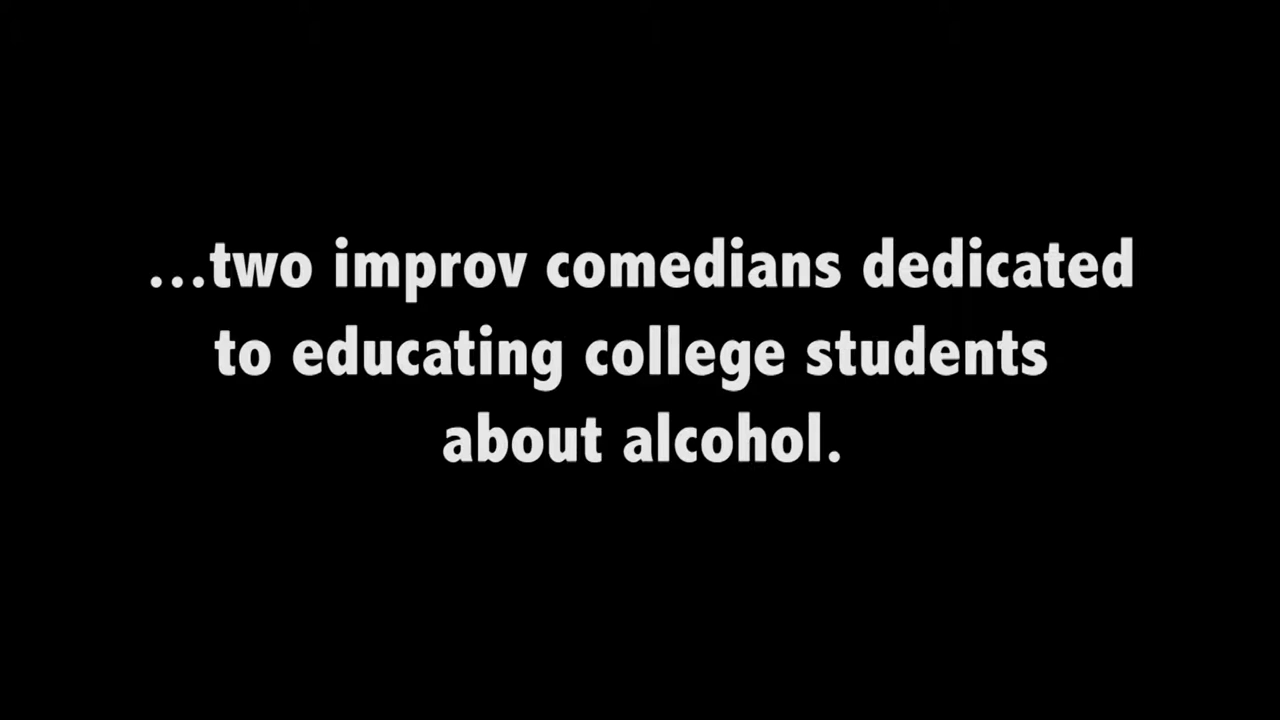 ...two improv comedians dedicated
to educating college students
about alcohol.